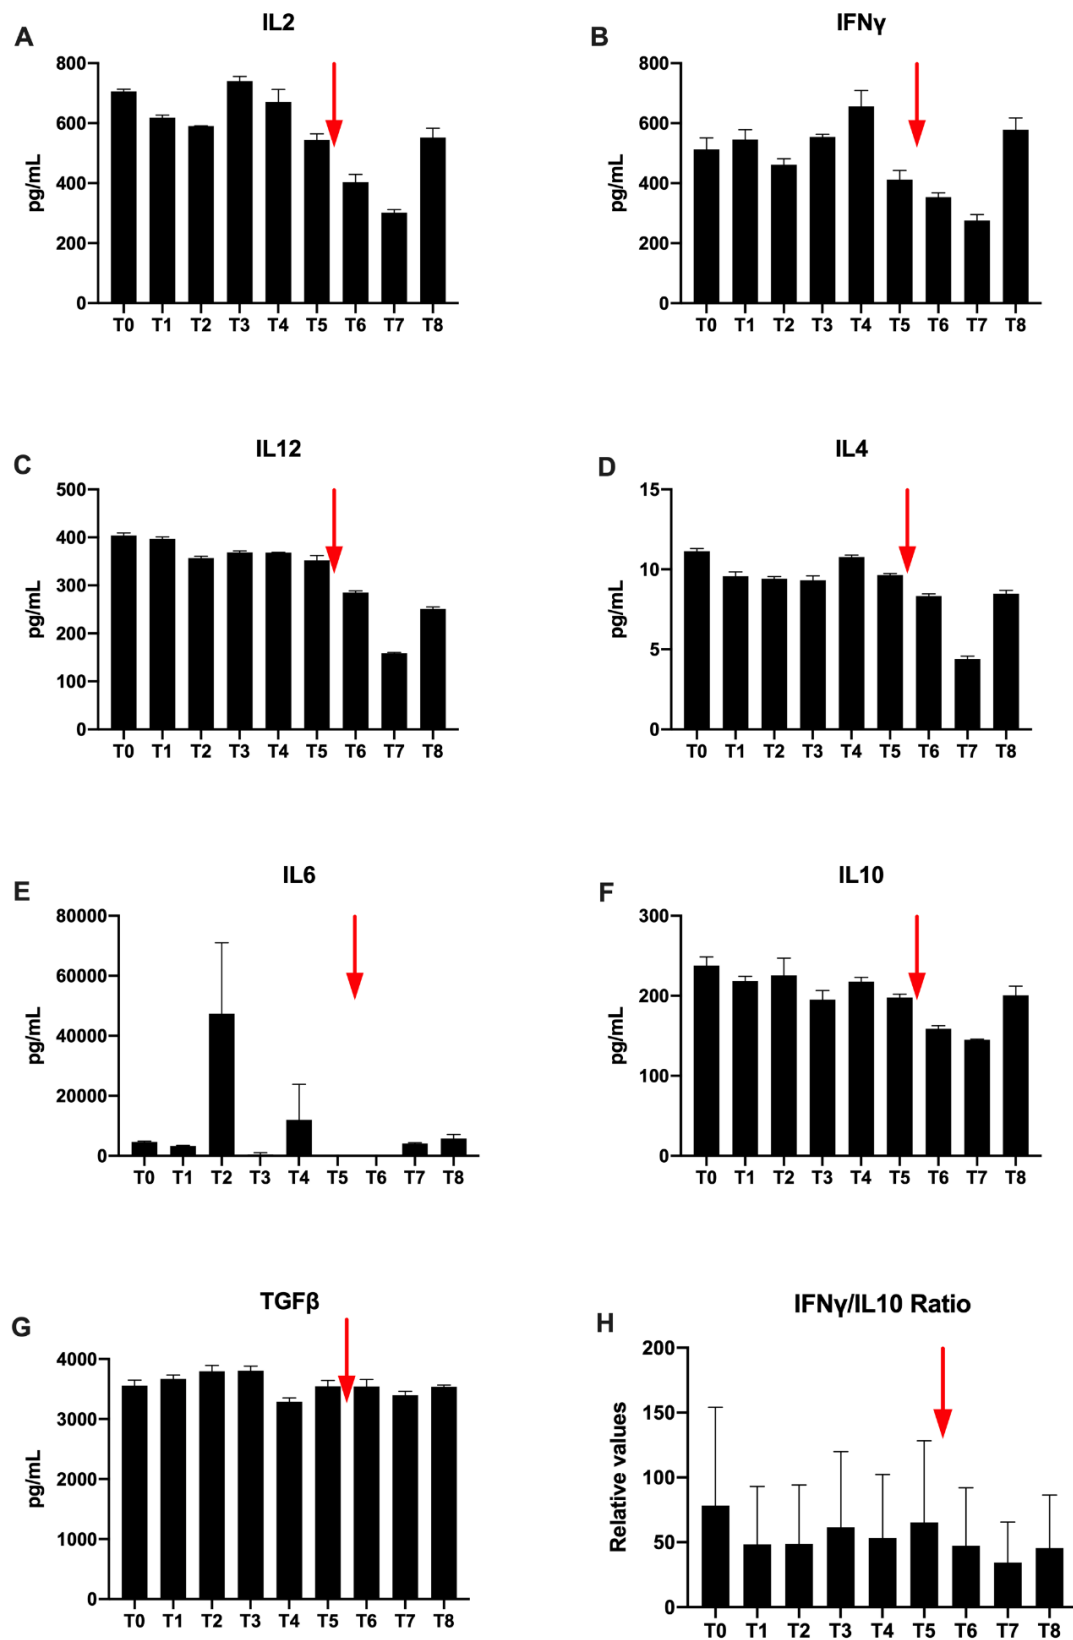 A
IL2
800
600
400
200
0
pg/mL
T0 T1 T2 T3 T4 T5 T6 T7 T8
B
IFNγ
800
600
400
200
0
pg/mL
T0 T1 T2 T3 T4 T5 T6 T7 T8
C
IL12
500
400
300
200
100
0
pg/mL
T0 T1 T2 T3 T4 T5 T6 T7 T8
D
IL4
15
10
5
0
pg/mL
T0 T1 T2 T3 T4 T5 T6 T7 T8
E
IL6
80000
60000
40000
20000
0
pg/mL
T0 T1 T2 T3 T4 T5 T6 T7 T8
F
IL10
300
200
100
0
pg/mL
T0 T1 T2 T3 T4 T5 T6 T7 T8
G
TGFβ
4000
3000
2000
1000
0
pg/mL
T0 T1 T2 T3 T4 T5 T6 T7 T8
H
IFNγ/IL10 Ratio
200
150
100
50
0
Relative values
T0 T1 T2 T3 T4 T5 T6 T7 T8